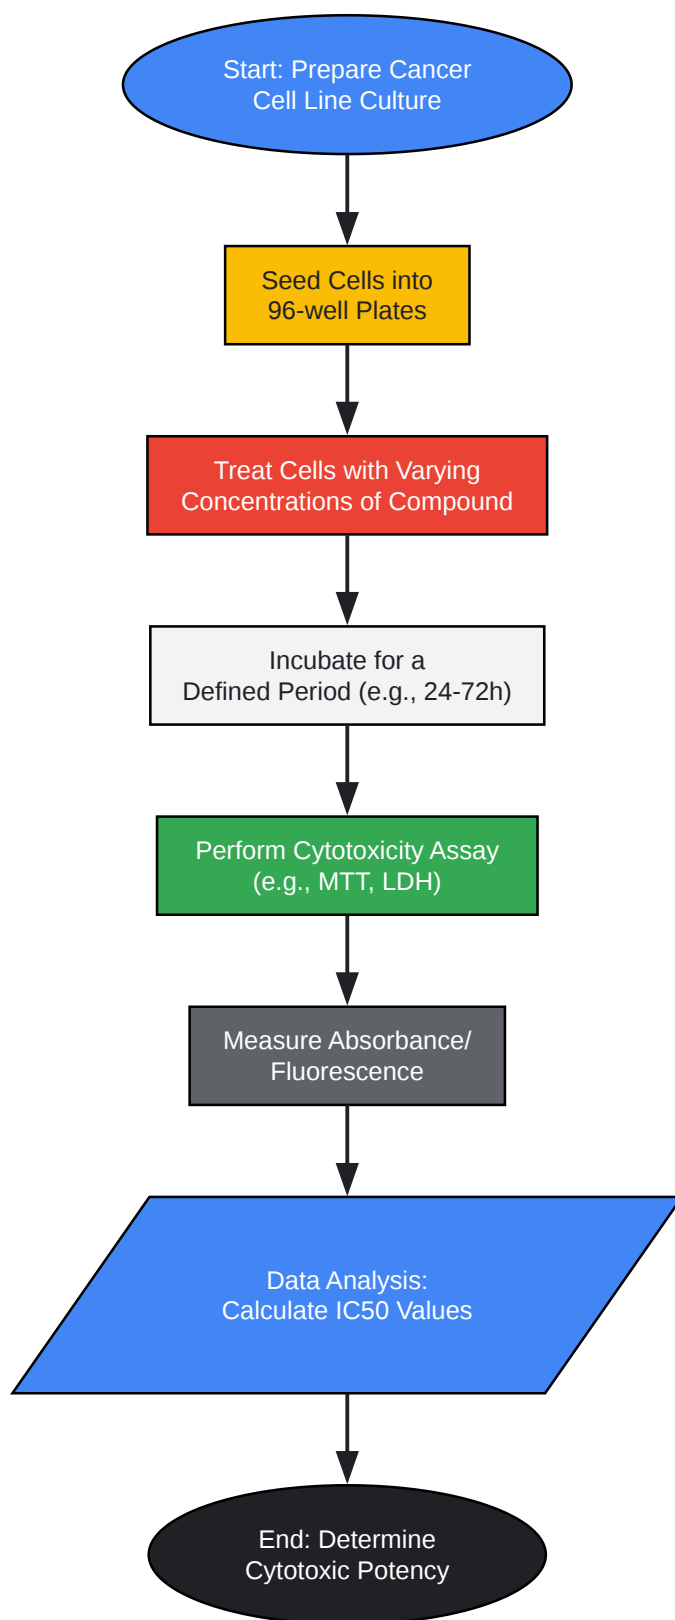 Start: Prepare Cancer
Cell Line Culture
Seed Cells into
96-well Plates
Treat Cells with Varying
Concentrations of Compound
Incubate for a
Defined Period (e.g., 24-72h)
Perform Cytotoxicity Assay
(e.g., MTT, LDH)
Measure Absorbance/
Fluorescence
Data Analysis:
Calculate IC50 Values
End: Determine
Cytotoxic Potency